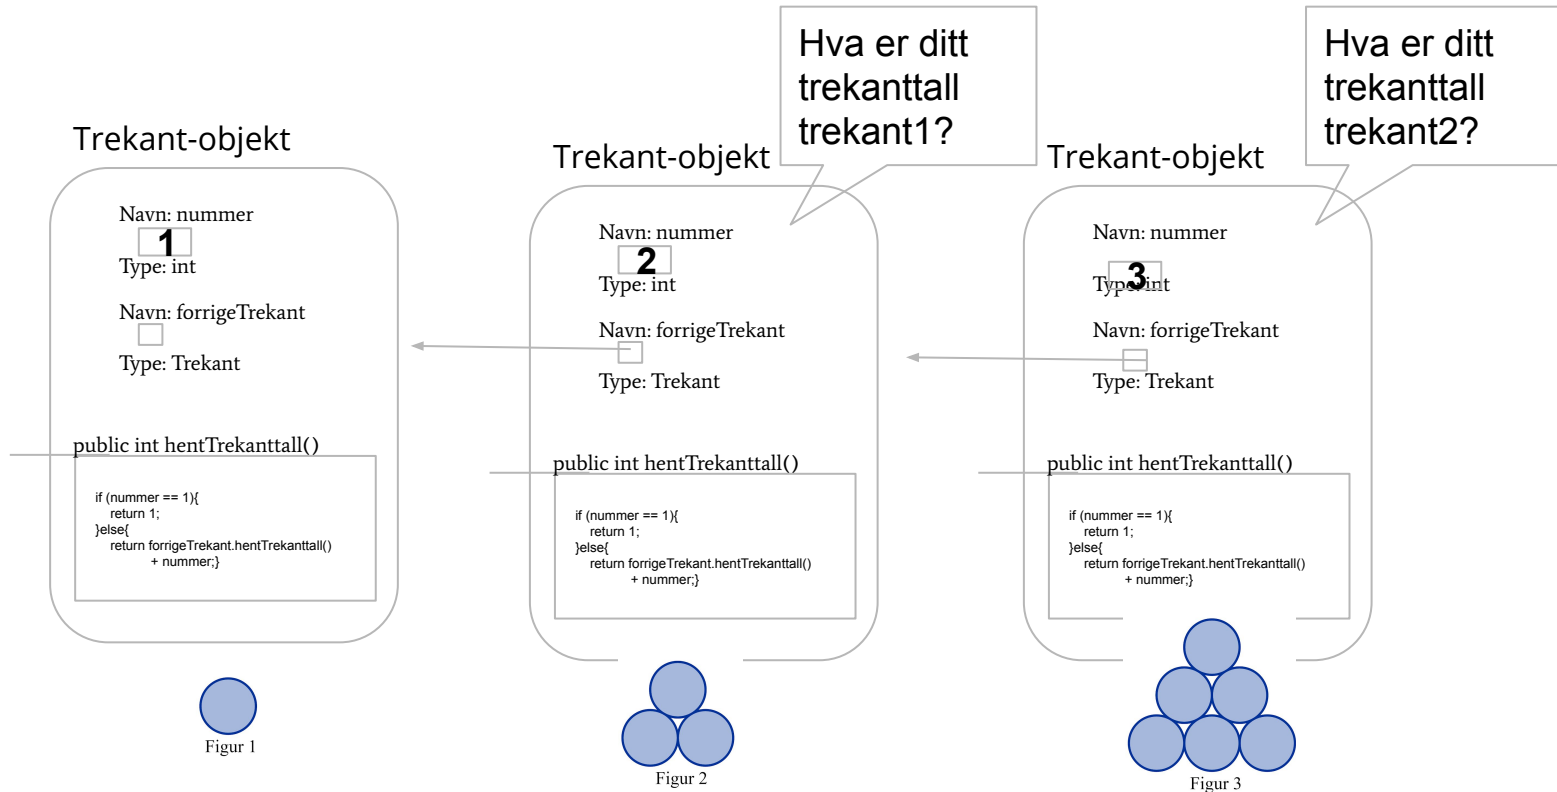 Trekant-objekt
Navn: nummer
1
Type: int
Navn: forrigeTrekant
Type: Trekant
public int hentTrekanttall()
if (nummer == 1){
return 1;
}else{
return forrigeTrekant.hentTrekanttall()
+ nummer;}
Figur 1
Hva er ditt
trekanttall
trekant1?
Trekant-objekt
Navn: nummer
2
Type: int
Navn: forrigeTrekant
Type: Trekant
public int hentTrekanttall()
if (nummer == 1){
return 1;
}else{
return forrigeTrekant.hentTrekanttall()
+ nummer;}
Figur 2
Hva er ditt
trekanttall
trekant2?
Trekant-objekt
Navn: nummer
3
Type: int
Navn: forrigeTrekant
Type: Trekant
public int hentTrekanttall()
if (nummer == 1){
return 1;
}else{
return forrigeTrekant.hentTrekanttall()
+ nummer;}
Figur 3